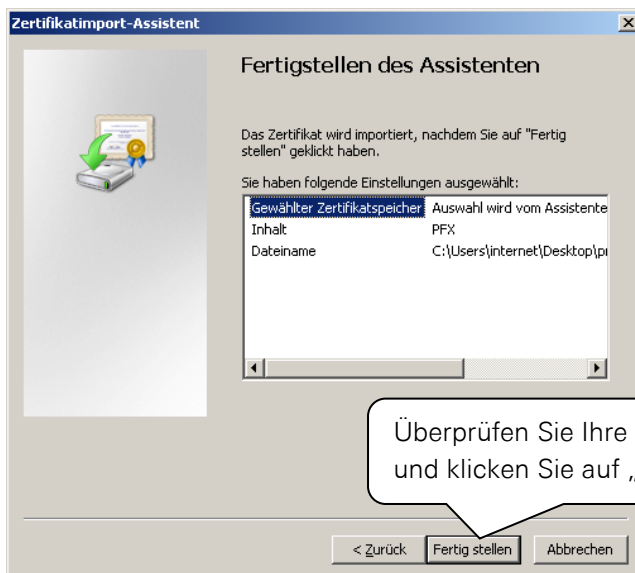 Zertifikatimport-Assistent
Fertigstellen des Assistenten
Das Zertifikat wird importiert, nachdem Sie auf "Fertig
stellen" geklickt haben.
Sie haben folgende Einstellungen ausgewählt:
Gewählter Zertifikatspeicher Auswahl wird vom
Inhalt PFX
Dateiname C:\Users\internet\Desktop\
Überprüfen Sie Ihre
und klicken Sie auf „
< Zurück Fertig stellen Abbrechen